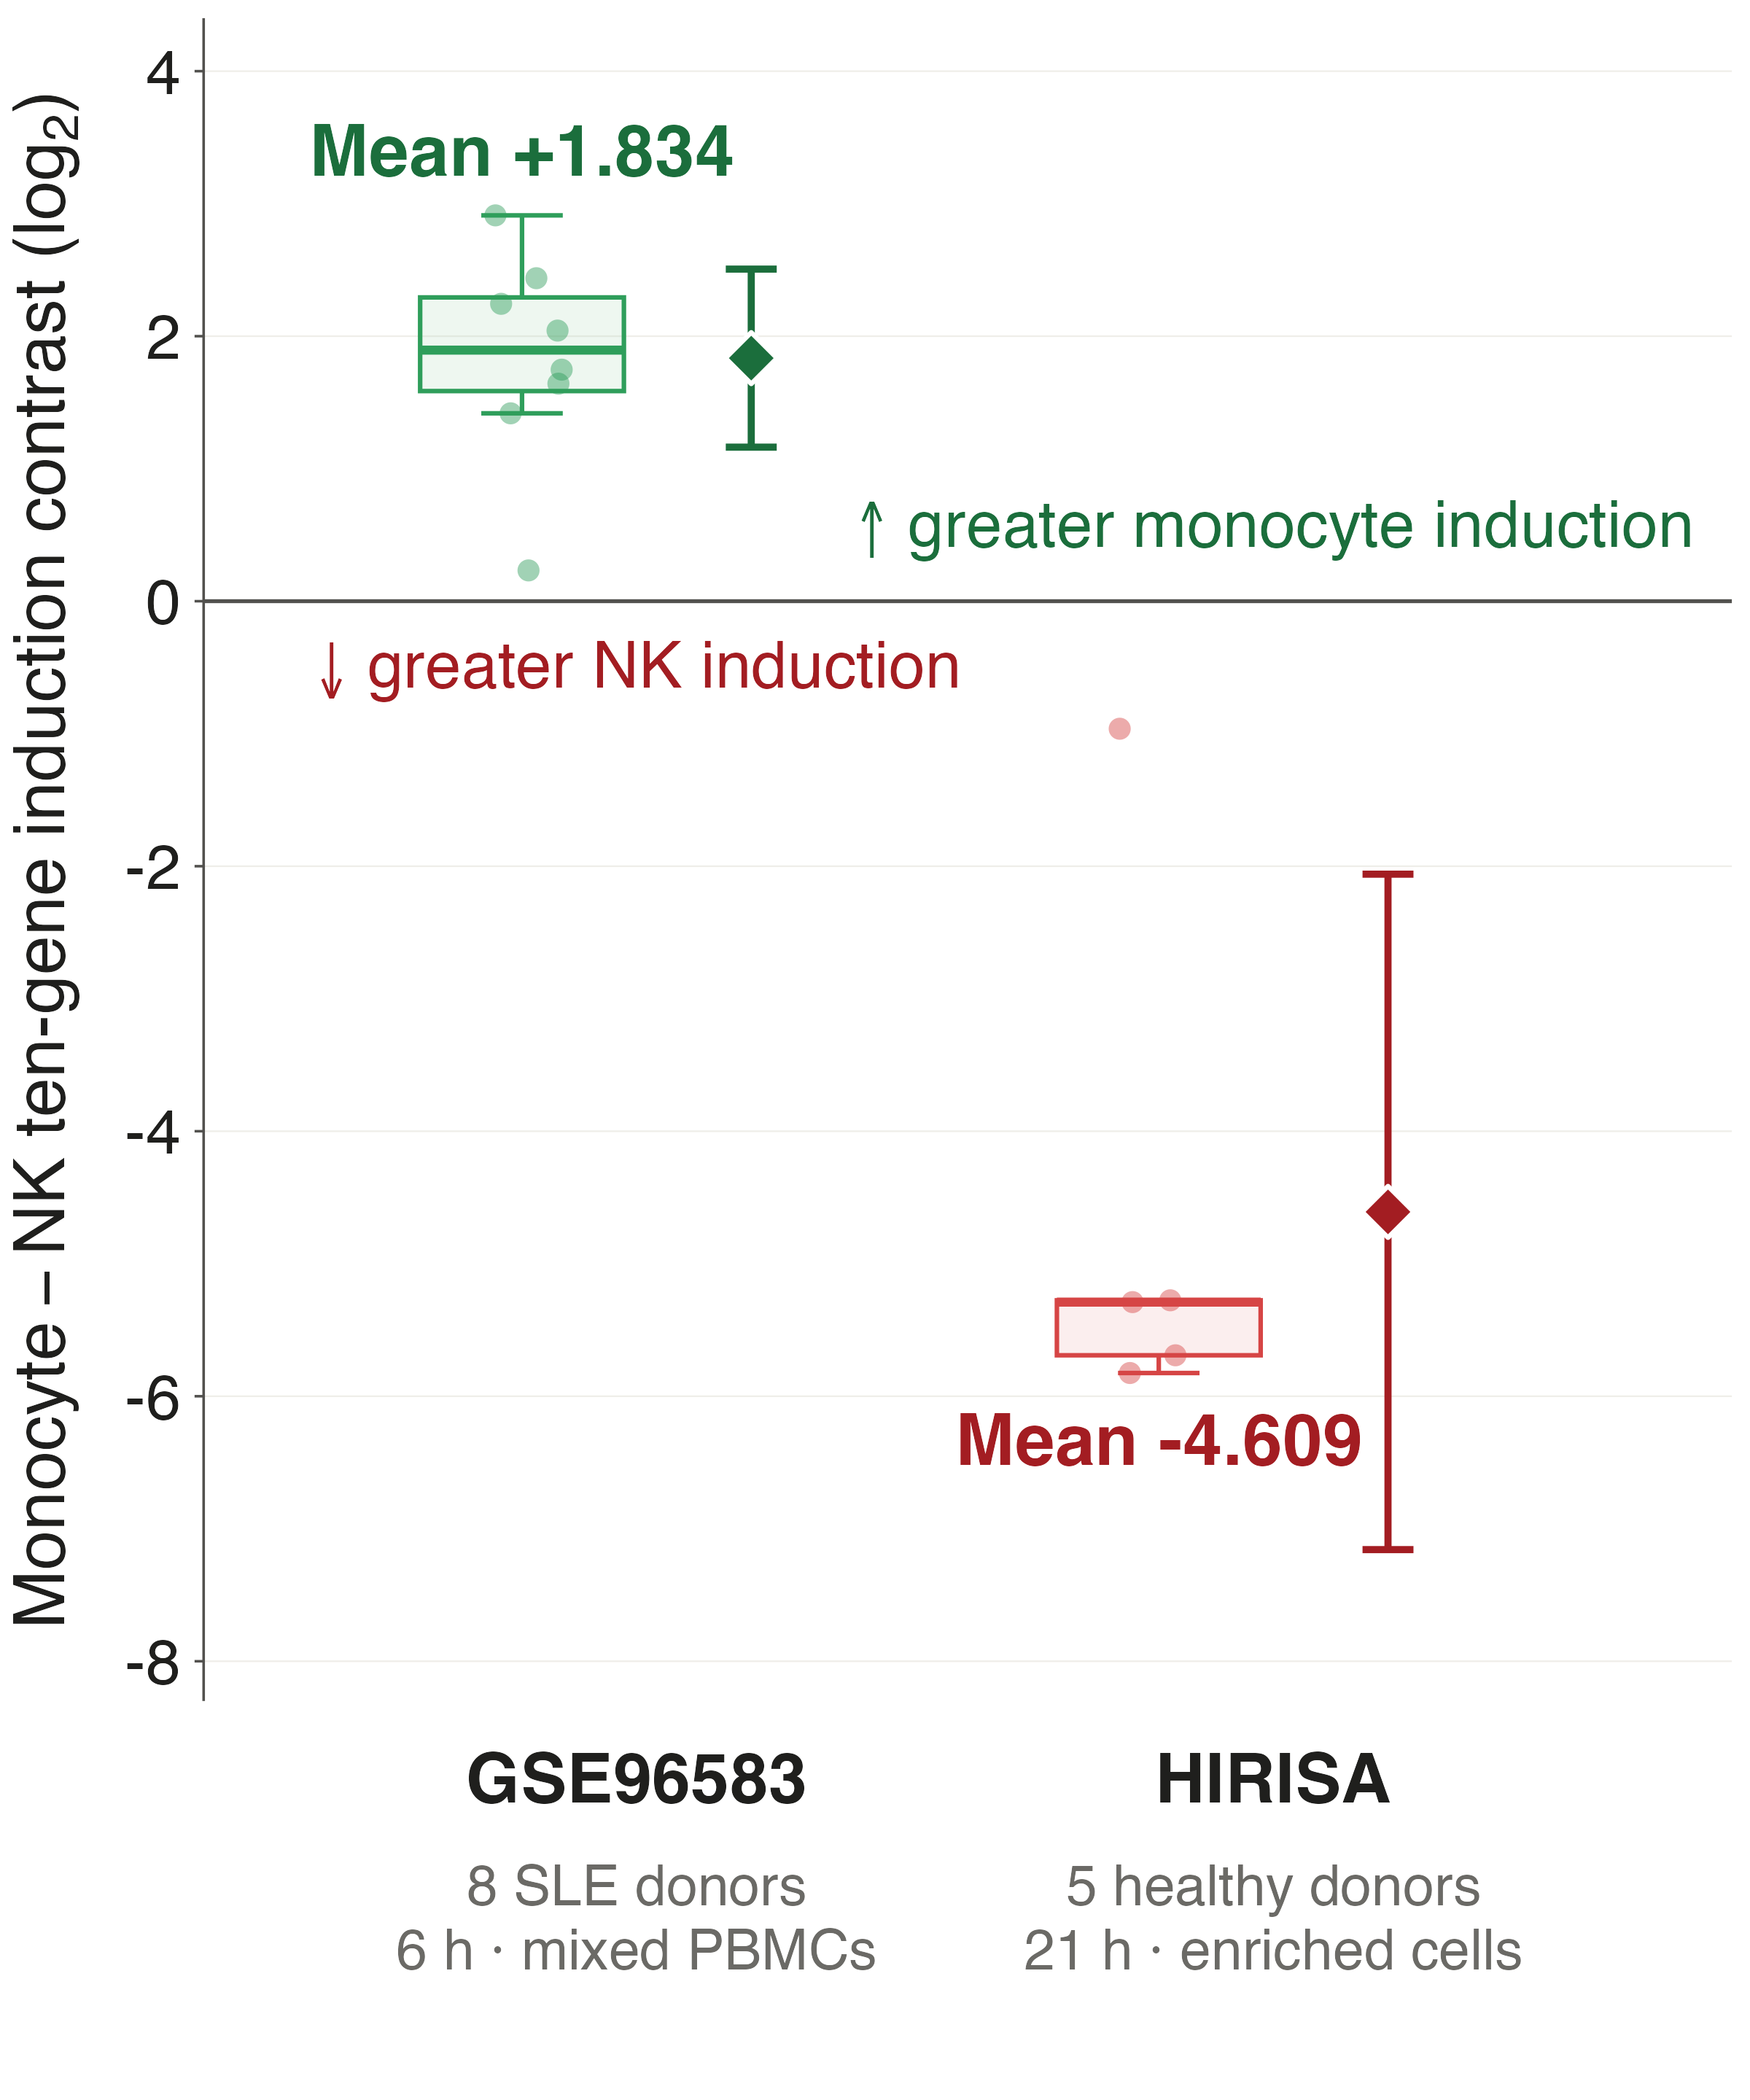 Monocyte – NK ten-gene induction contrast (log₂)
4
2
0
-2
-4
-6
-8
Mean +1.834
↑ greater monocyte induction
↓ greater NK induction
Mean -4.609
GSE96583
8 SLE donors
6 h · mixed PBMCs
HIRISA
5 healthy donors
21 h · enriched cells